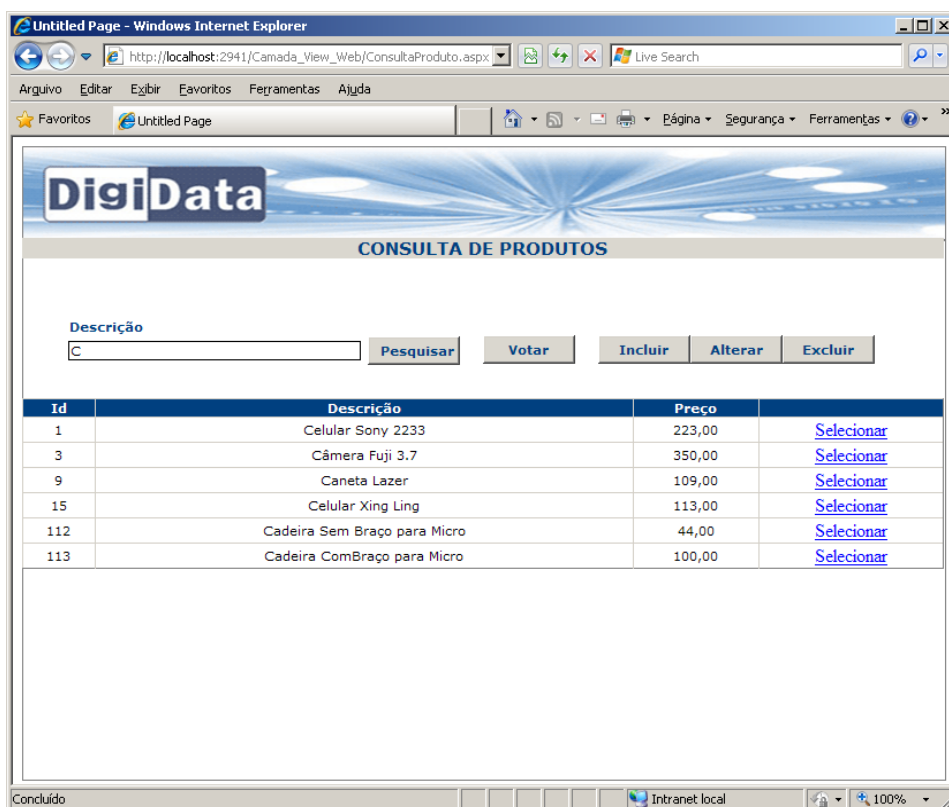 Untitled Page - Windows Internet Explorer
http://localhost:2941/Camada_View_Web/ConsultaProduto.aspx Live Search
Arquivo Editar Exibir Favoritos Ferramentas Ajuda
Favoritos Untitled Page Página Segurança Ferramentas »
DigiData
CONSULTA DE PRODUTOS
Descrição
C Pesquisar Votar Incluir Alterar Excluir
Id Descrição Preço
1 Celular Sony 2233 223,00 Selecionar
3 Câmera Fuji 3.7 350,00 Selecionar
9 Caneta Lazer 109,00 Selecionar
15 Celular Xing Ling 113,00 Selecionar
112 Cadeira Sem Braço para Micro 44,00 Selecionar
113 Cadeira ComBraço para Micro 100,00 Selecionar
Concluído Intranet local 100%